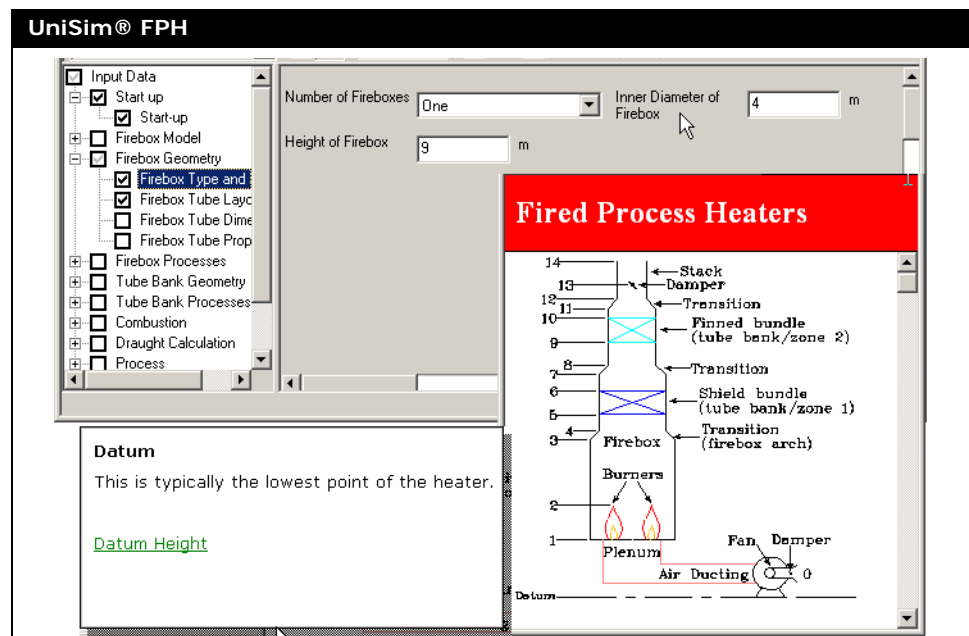 UniSim® FPH
Input Data
Start up
Start-up
Firebox Model
Firebox Geometry
Firebox Type and
Firebox Tube Layc
Firebox Tube Dime
Firebox Tube Prop
Firebox Processes
Tube Bank Geometry
Tube Bank Processes
Combustion
Draught Calculation
Process
Number of Fireboxes
One
Inner Diameter of
Firebox
4
m
Height of Firebox
9
m
Fired Process Heaters
14
Stack
13
Damper
12
11
Transition
10
Finned bundle
(tube bank/zone 2)
9
8
7
Transition
6
Shield bundle
(tube bank/zone 1)
5
4
Transition
(firebox arch)
3
Firebox
Burners
2
1
Plenum
Fan
Damper
Air Ducting
0
Datum
Datum
This is typically the lowest point of the heater.
Datum Height